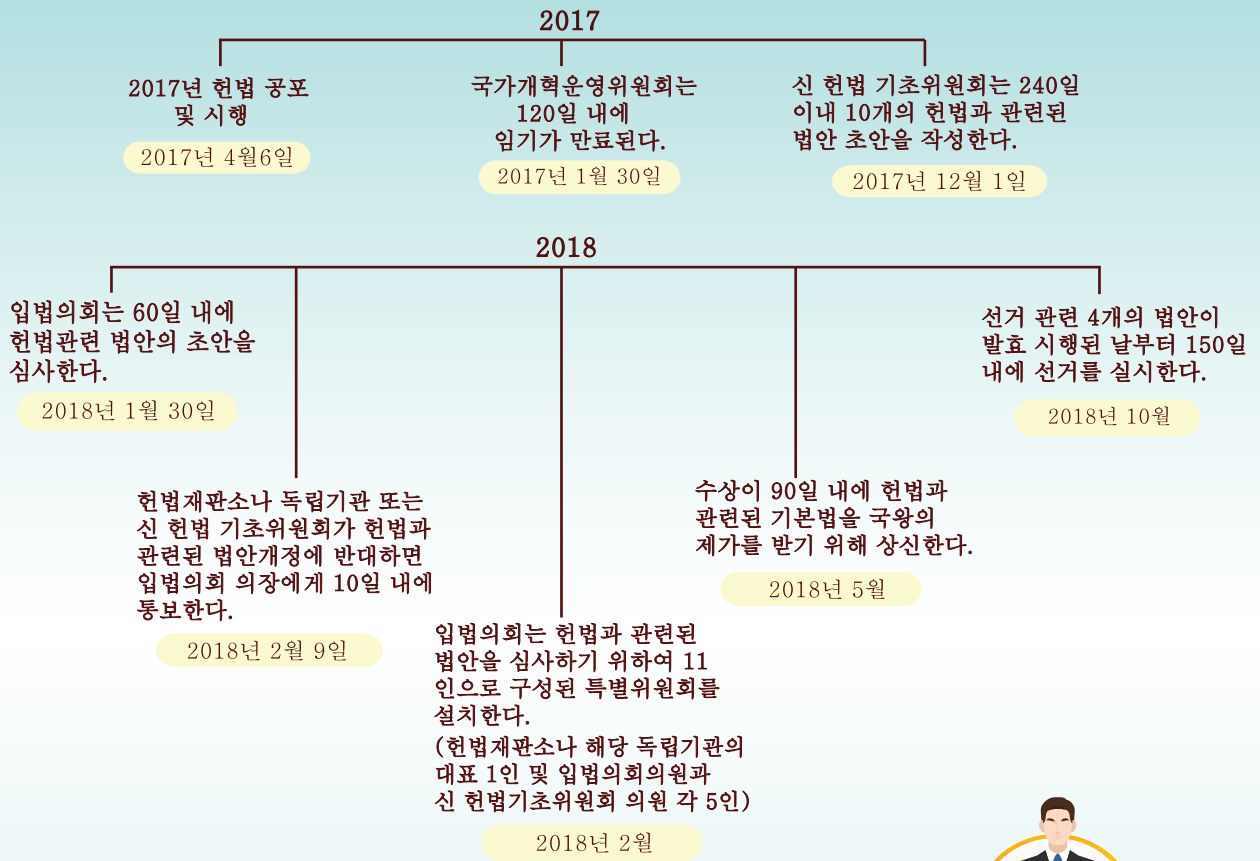 2017
2017년 헌법 공포
및 시행
2017년 4월6일
국가개혁운영위원회는
120일 내에
임기가 만료된다.
2017년 1월 30일
신 헌법 기초위원회는 240일
이내 10개의 헌법과 관련된
법안 초안을 작성한다.
2017년 12월 1일
2018
입법의회는 60일 내에
헌법관련 법안의 초안을
심사한다.
2018년 1월 30일
헌법재판소나 독립기관 또는
신 헌법 기초위원회가 헌법과
관련된 법안개정에 반대하면
입법의회 의장에게 10일 내에
통보한다.
2018년 2월 9일
입법의회는 헌법과 관련된
법안을 심사하기 위하여 11
인으로 구성된 특별위원회를
설치한다.
(헌법재판소나 해당 독립기관의
대표 1인 및 입법의회의원과
신 헌법기초위원회 의원 각 5인)
2018년 2월
수상이 90일 내에 헌법과
관련된 기본법을 국왕의
제가를 받기 위해 상신한다.
2018년 5월
선거 관련 4개의 법안이
발효 시행된 날부터 150일
내에 선거를 실시한다.
2018년 10월